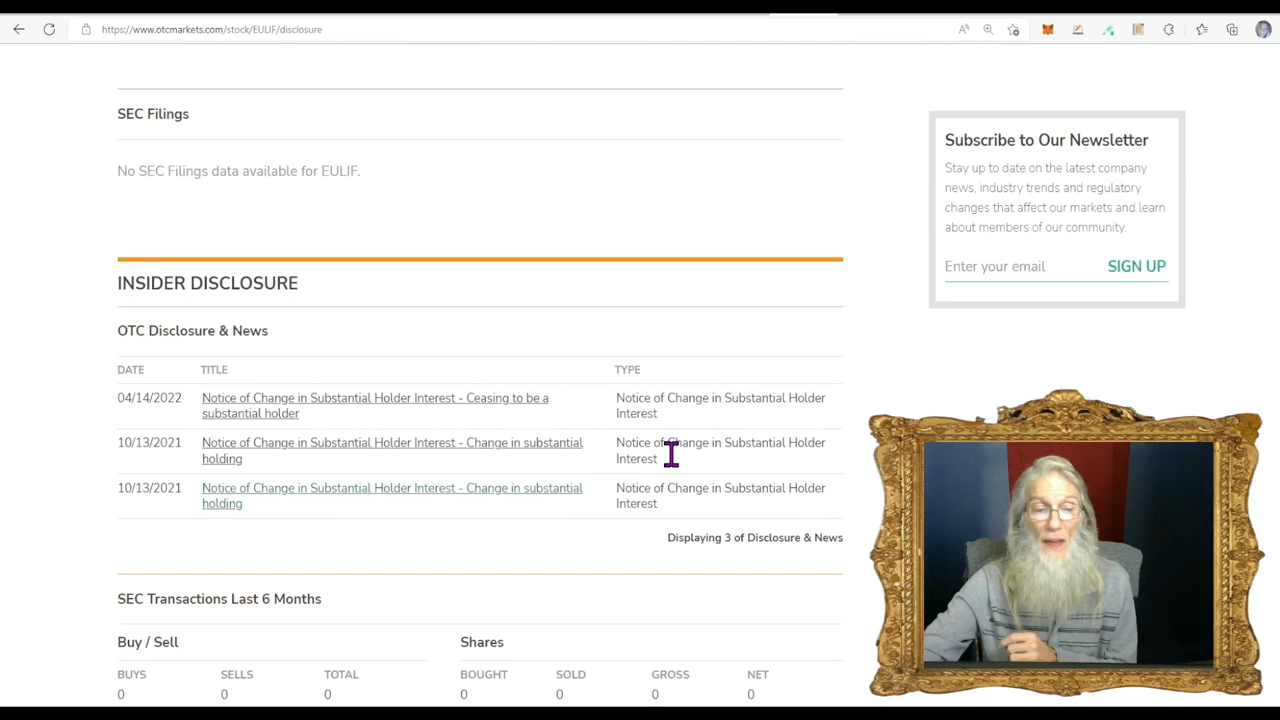 https://www.otcmarkets.com/stock/EULIF/disclosure
SEC Filings
No SEC Filings data available for EULIF.
Subscribe to Our Newsletter
Stay up to date on the latest company
news, industry trends and regulatory
changes that affect our markets and learn
about members of our community.
Enter your email SIGN UP
INSIDER DISCLOSURE
OTC Disclosure & News
DATE TITLE TYPE
04/14/2022 Notice of Change in Substantial Holder Interest - Ceasing to be a Notice of Change in Substantial Holder
substantial holder Interest
10/13/2021 Notice of Change in Substantial Holder Interest - Change in substantial Notice of Change in Substantial Holder
holding Interest
10/13/2021 Notice of Change in Substantial Holder Interest - Change in substantial Notice of Change in Substantial Holder
holding Interest
Displaying 3 of Disclosure & News
SEC Transactions Last 6 Months
Buy / Sell Shares
BUYS SELLS TOTAL BOUGHT SOLD GROSS NET
0 0 0 0 0 0 0